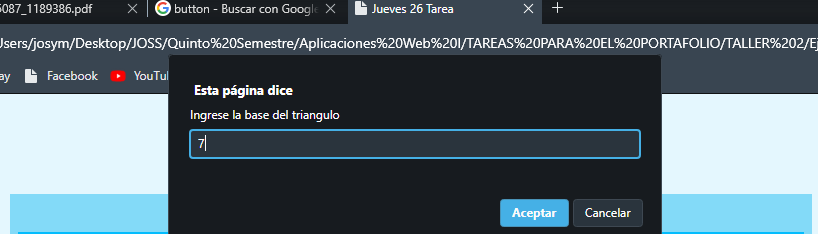 5087_1189386.pdf
button - Buscar con Google
Jueves 26 Tarea
Users/josym/Desktop/JOSS/Quinto%20Semestre/Aplicaciones%20Web%20I/TAREAS%20PARA%20EL%20PORTAFOLIO/TALLER%202/Ej
ay Facebook YouTu
Esta página dice
Ingrese la base del triangulo
7
Aceptar Cancelar